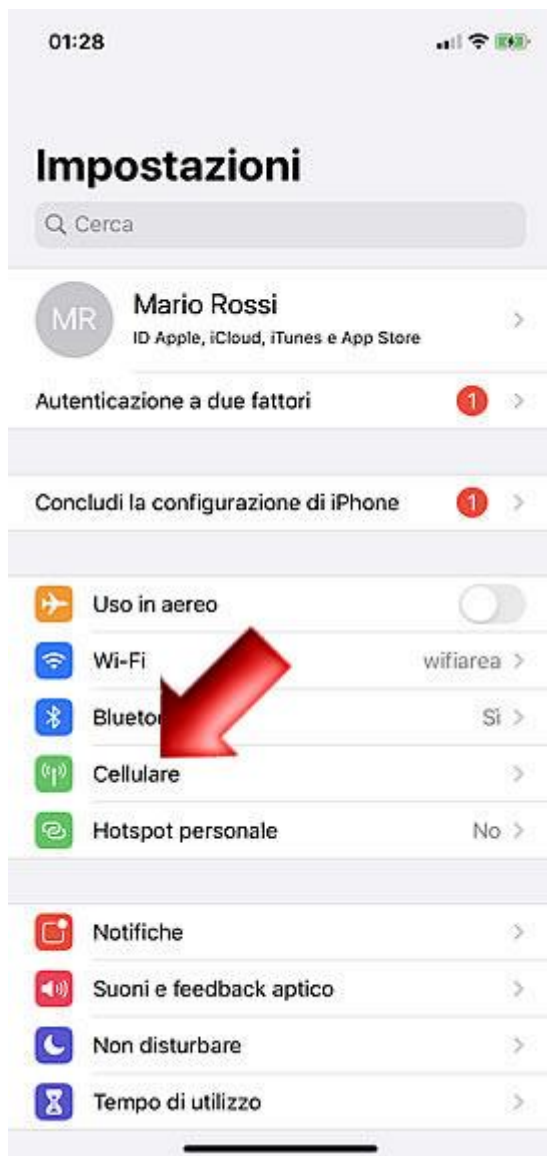 01:28
Impostazioni
Cerca
MR
Mario Rossi
ID Apple, iCloud, iTunes e App Store
Autenticazione a due fattori 1
Concludi la configurazione di iPhone 1
Uso in aereo
Wi-Fi wifiarea
Sì
Cellulare
Hotspot personale No
Notifiche
Suoni e feedback aptico
Non disturbare
Tempo di utilizzo